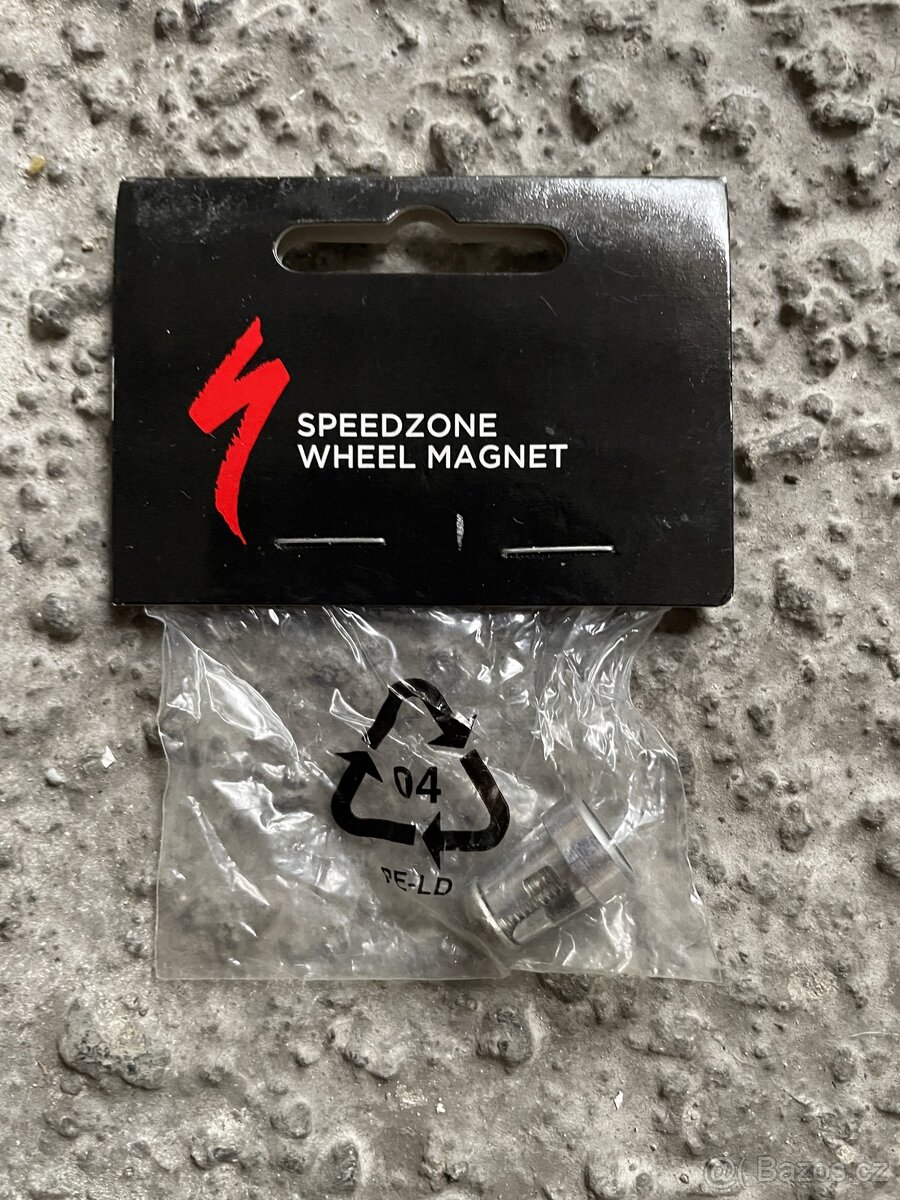 SPEEDZONE
WHEEL MAGNET
04
PE-LD
Bazos.cz